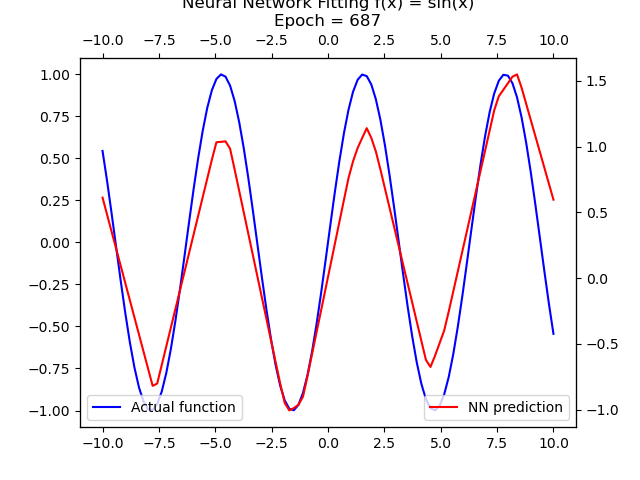 Neural Network Fitting f(x) = sin(x)
Epoch = 687
−10.0 −7.5 −5.0 −2.5 0.0 2.5 5.0 7.5 10.0
1.00
0.75
0.50
0.25
0.00
−0.25
−0.50
−0.75
−1.00
1.5
1.0
0.5
0.0
−0.5
−1.0
Actual function
NN prediction
−10.0 −7.5 −5.0 −2.5 0.0 2.5 5.0 7.5 10.0